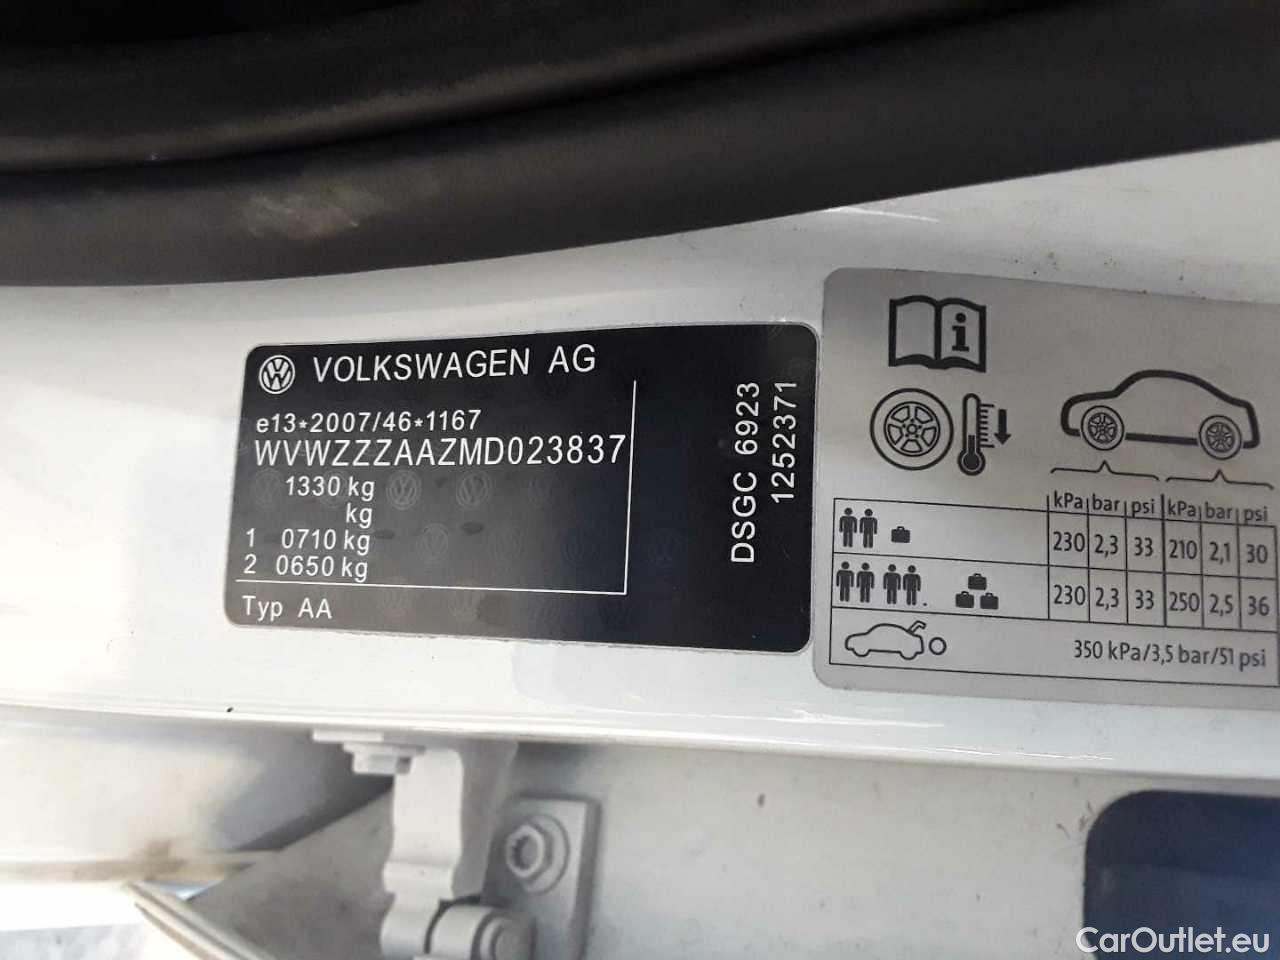 VOLKSWAGEN AG
e13*2007/46*1167
WVWZZZAAZMD023837
1330 kg
kg
1 0710 kg
2 0650 kg
Typ AA
DSGC 6923
1252371
i
kPa bar psi kPa bar psi
230 2,3 33 210 2,1 30
230 2,3 33 250 2,5 36
350 kPa/3,5 bar/51 psi
CarOutlet.eu